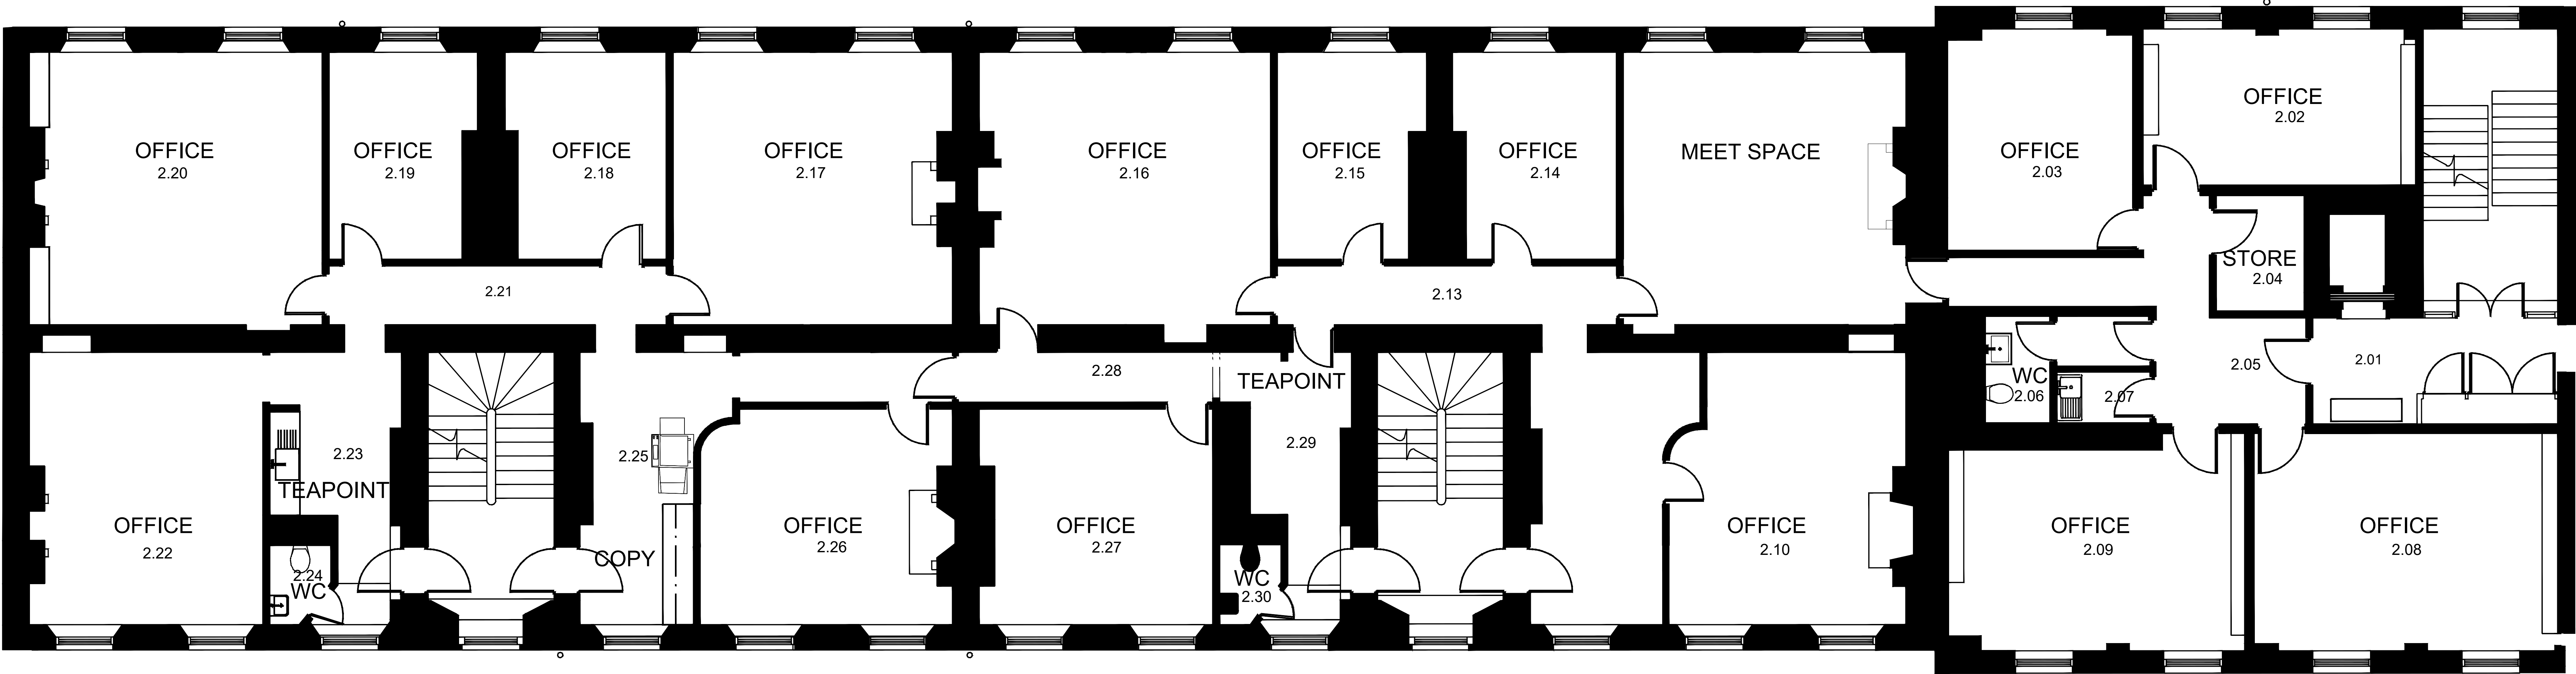 OFFICE
2.20
OFFICE
2.19
OFFICE
2.18
OFFICE
2.17
OFFICE
2.16
OFFICE
2.15
OFFICE
2.14
MEET SPACE
OFFICE
2.03
OFFICE
2.02
STORE
2.04
2.21
2.13
2.28
TEAPOINT
2.29
WC
2.06
2.07
2.05
2.01
2.23
TEAPOINT
2.25
COPY
OFFICE
2.22
2.24
WC
OFFICE
2.26
OFFICE
2.27
WC
2.30
OFFICE
2.10
OFFICE
2.09
OFFICE
2.08